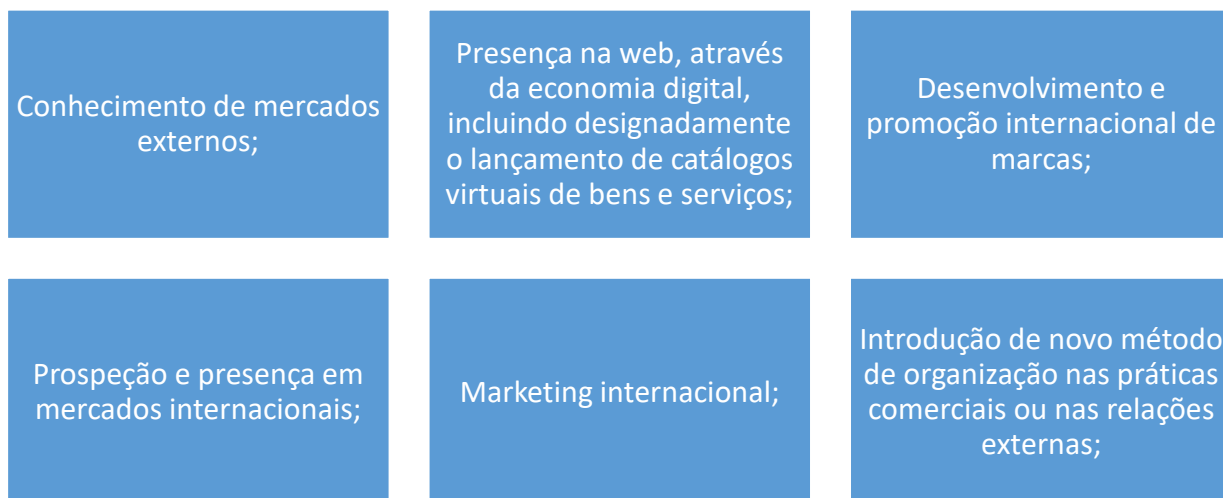 Conhecimento de mercados
externos;
Presença na web, através
da economia digital,
incluindo designadamente
o lançamento de catálogos
virtuais de bens e serviços;
Desenvolvimento e
promoção internacional de
marcas;
Prospeção e presença em
mercados internacionais;
Marketing internacional;
Introdução de novo método
de organização nas práticas
comerciais ou nas relações
externas;